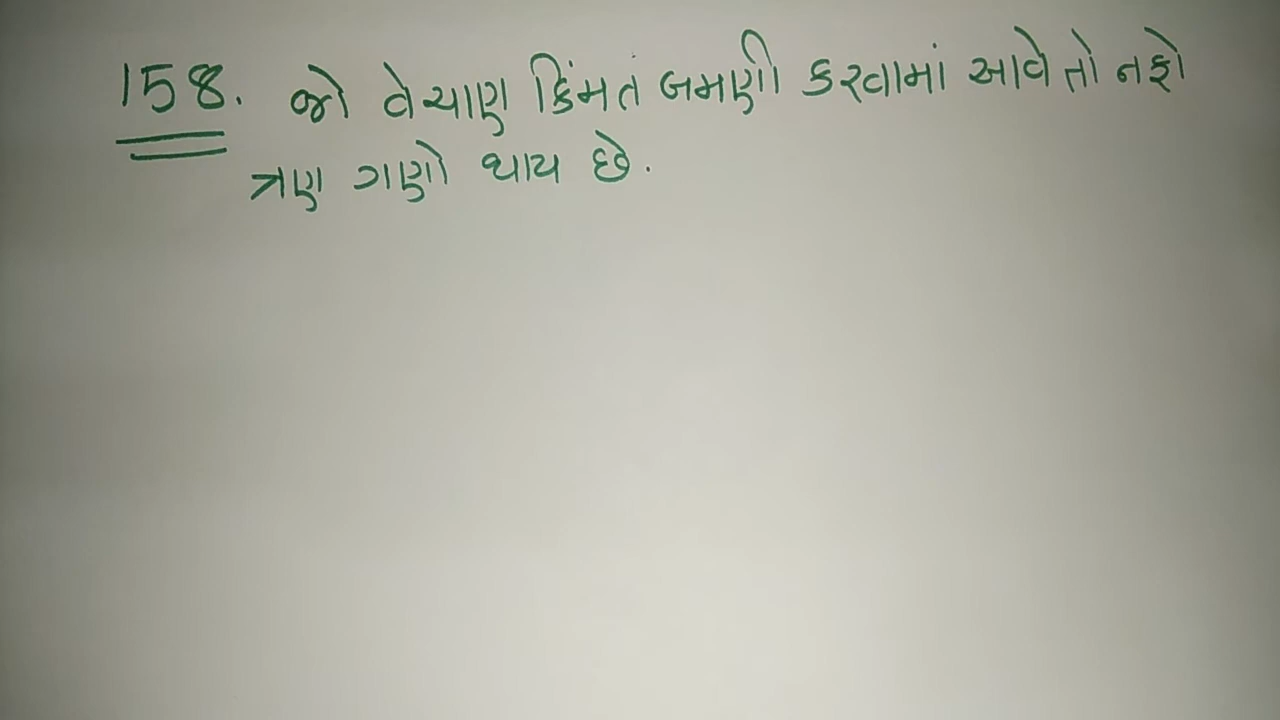 158. જો વેચાણ કિંમત બમણી કરવામાં આવે તો નફો
ત્રણ ગણો થાય છે.